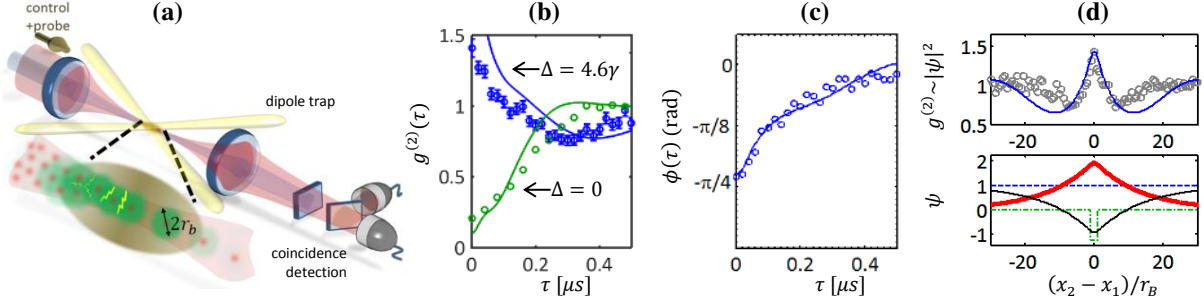 (a)
control
+probe
dipole trap
2r_b
coincidence
detection
(b)
1.5
1
0.5
0
g^(2)(τ)
←Δ = 4.6γ
←Δ = 0
0 0.2 0.4
τ [μs]
(c)
0
-π/8
-π/4
ϕ(τ) (rad)
0 0.2 0.4
τ [μs]
(d)
1.5
1
0.5
g^(2)~|ψ|^2
-20 0 20
2
1
0
-1
ψ
-20 0 20
(x_2 − x_1)/r_B